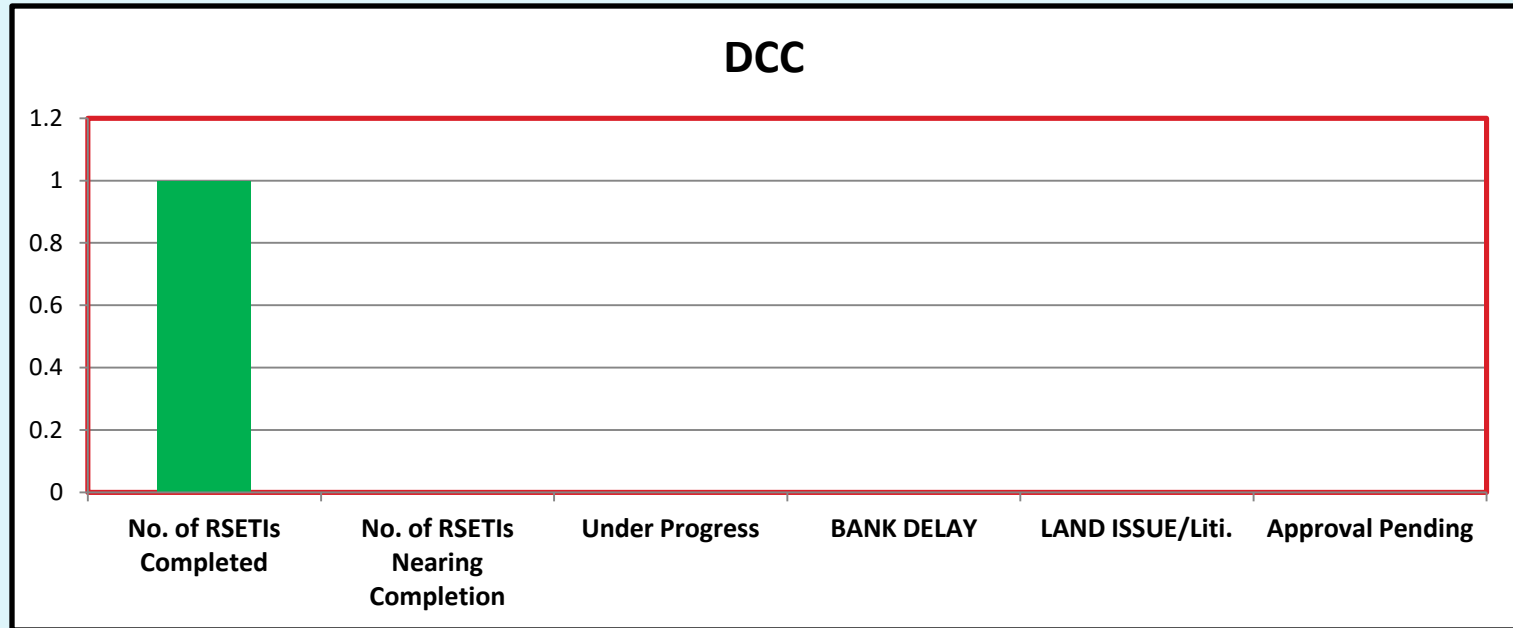 DCC
1.2
1
0.8
0.6
0.4
0.2
0
No. of RSETIs
Completed
No. of RSETIs
Nearing
Completion
Under Progress
BANK DELAY
LAND ISSUE/Liti.
Approval Pending